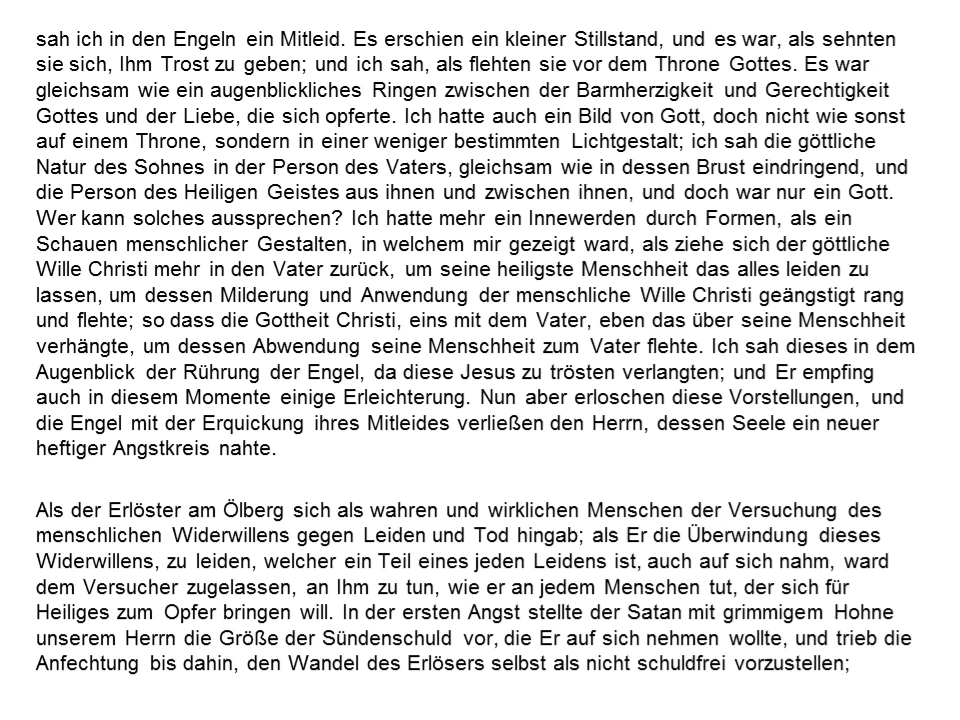 sah ich in den Engeln ein Mitleid. Es erschien ein kleiner Stillstand, und es war, als sehnten
sie sich, Ihm Trost zu geben; und ich sah, als flehten sie vor dem Throne Gottes. Es war
gleichsam wie ein augenblickliches Ringen zwischen der Barmherzigkeit und Gerechtigkeit
Gottes und der Liebe, die sich opferte. Ich hatte auch ein Bild von Gott, doch nicht wie sonst
auf einem Throne, sondern in einer weniger bestimmten Lichtgestalt; ich sah die göttliche
Natur des Sohnes in der Person des Vaters, gleichsam wie in dessen Brust eindringend, und
die Person des Heiligen Geistes aus ihnen und zwischen ihnen, und doch war nur ein Gott.
Wer kann solches aussprechen? Ich hatte mehr ein Innewerden durch Formen, als ein
Schauen menschlicher Gestalten, in welchem mir gezeigt ward, als ziehe sich der göttliche
Wille Christi mehr in den Vater zurück, um seine heiligste Menschheit das alles leiden zu
lassen, um dessen Milderung und Anwendung der menschliche Wille Christi geängstigt rang
und flehte; so dass die Gottheit Christi, eins mit dem Vater, eben das über seine Menschheit
verhängte, um dessen Abwendung seine Menschheit zum Vater flehte. Ich sah dieses in dem
Augenblick der Rührung der Engel, da diese Jesus zu trösten verlangten; und Er empfing
auch in diesem Momente einige Erleichterung. Nun aber erloschen diese Vorstellungen, und
die Engel mit der Erquickung ihres Mitleides verließen den Herrn, dessen Seele ein neuer
heftiger Angstkreis nahte.
Als der Erlöster am Ölberg sich als wahren und wirklichen Menschen der Versuchung des
menschlichen Widerwillens gegen Leiden und Tod hingab; als Er die Überwindung dieses
Widerwillens, zu leiden, welcher ein Teil eines jeden Leidens ist, auch auf sich nahm, ward
dem Versucher zugelassen, an Ihm zu tun, wie er an jedem Menschen tut, der sich für
Heiliges zum Opfer bringen will. In der ersten Angst stellte der Satan mit grimmigem Hohne
unserem Herrn die Größe der Sündenschuld vor, die Er auf sich nehmen wollte, und trieb die
Anfechtung bis dahin, den Wandel des Erlösers selbst als nicht schuldfrei vorzustellen;